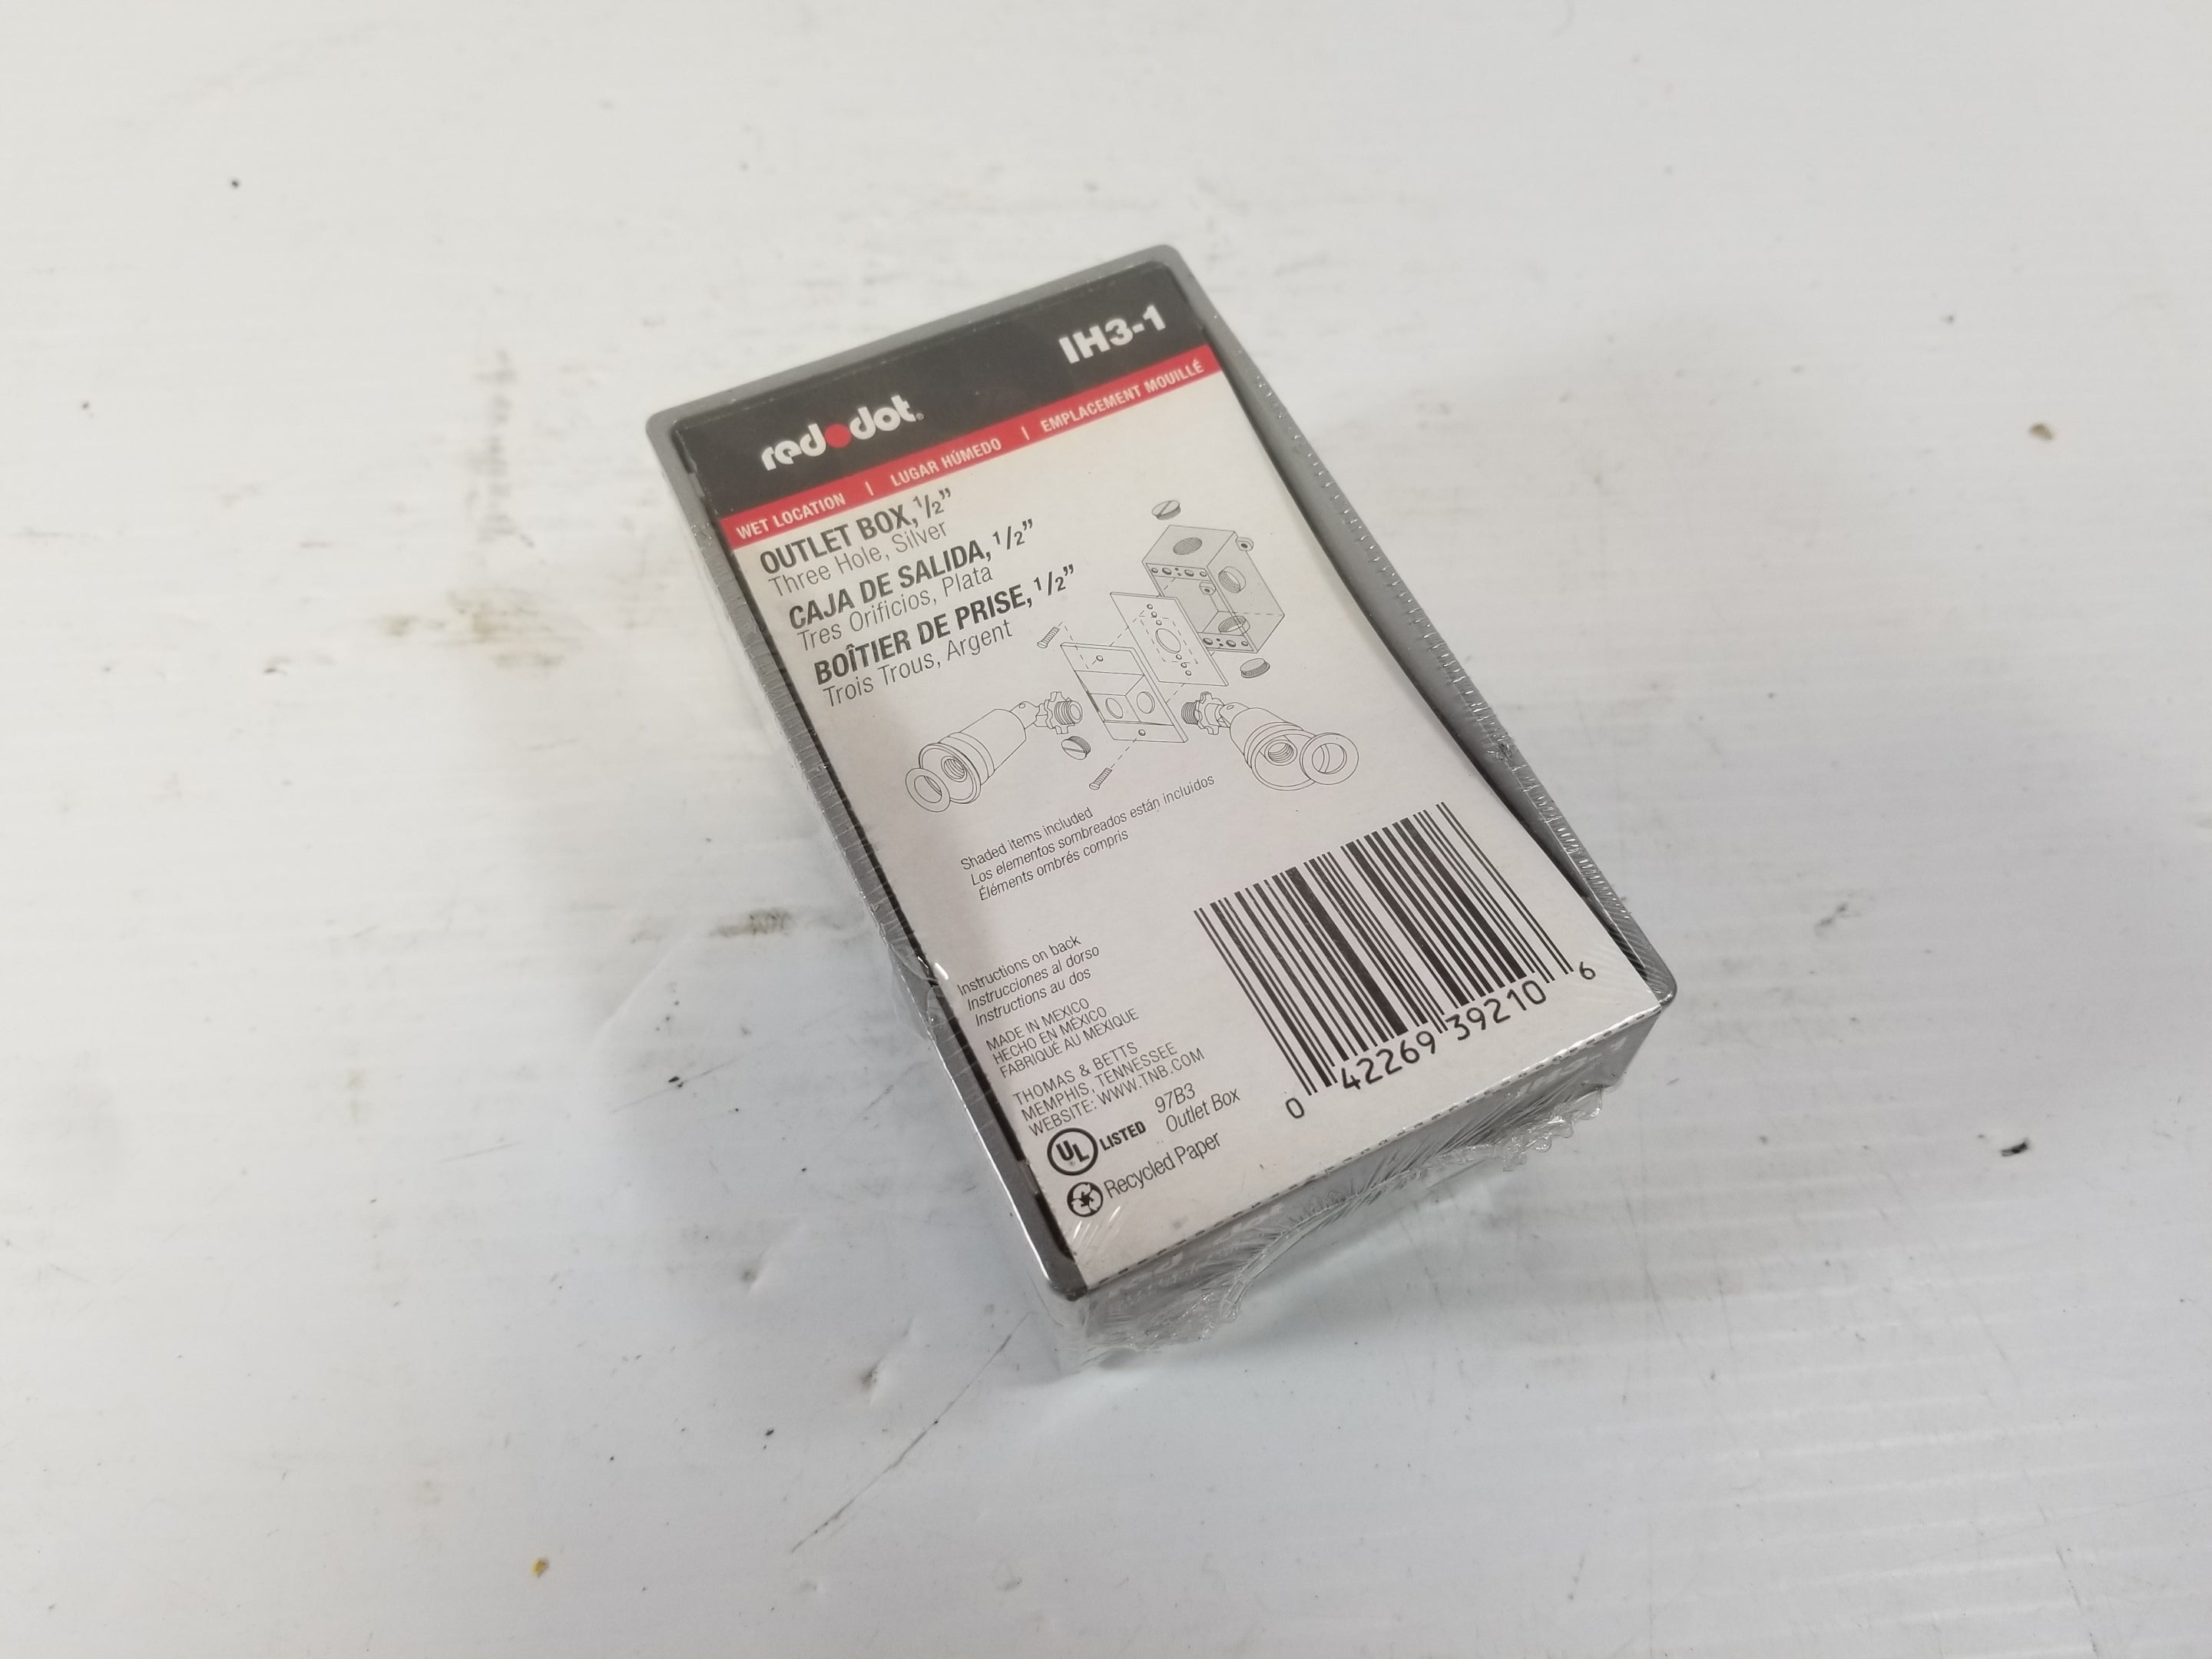 red•dot®
IH3-1
WET LOCATION | LUGAR HÚMEDO | EMPLACEMENT MOUILLÉ
OUTLET BOX, 1/2"
Three Hole, Silver
CAJA DE SALIDA, 1/2"
Tres Orificios, Plata
BOÎTIER DE PRISE, 1/2"
Trois Trous, Argent
Shaded items included
Los elementos sombreados están incluidos
Éléments ombrés compris
Instructions on back
Instrucciones al dorso
Instructions au dos
MADE IN MEXICO
HECHO EN MÉXICO
FABRIQUÉ AU MEXIQUE
THOMAS & BETTS
MEMPHIS, TENNESSEE
WEBSITE: WWW.TNB.COM
UL LISTED 97B3
Outlet Box
Recycled Paper
0 42269 39210 6